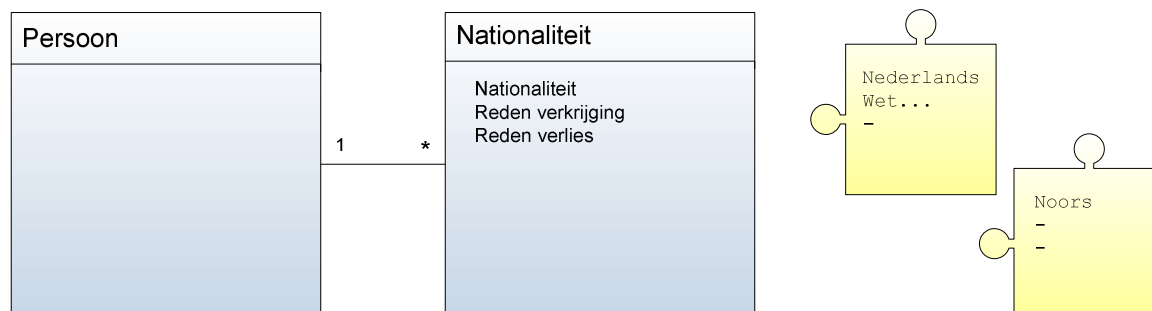 Persoon
1
*
Nationaliteit
Nationaliteit
Reden verkrijging
Reden verlies
Nederlands
Wet...
-
Noors
-
-